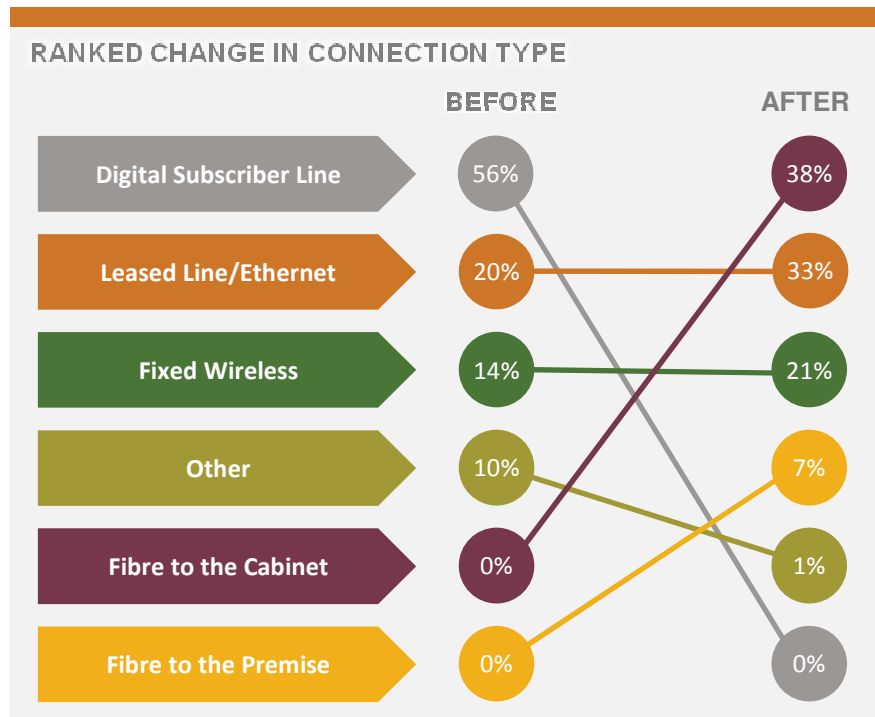 RANKED CHANGE IN CONNECTION TYPE
BEFORE AFTER
Digital Subscriber Line 56% 38%
Leased Line/Ethernet 20% 33%
Fixed Wireless 14% 21%
Other 10% 7%
Fibre to the Cabinet 0% 1%
Fibre to the Premise 0% 0%